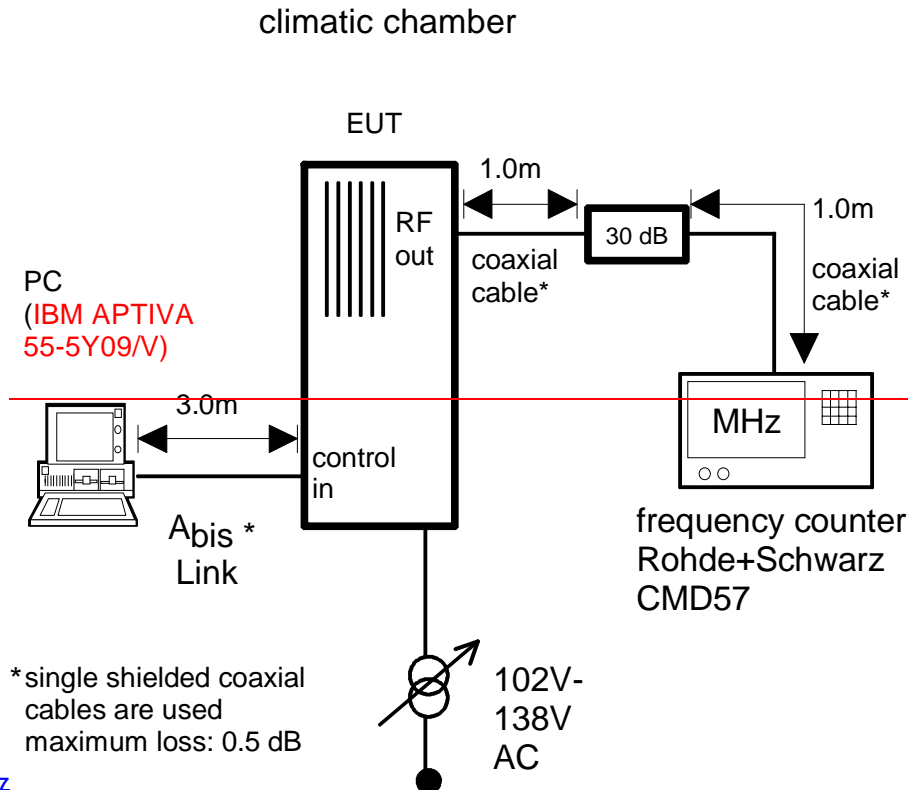 climatic chamber
EUT
1.0m
RF
out
30 dB
1.0m
coaxial
cable*
coaxial
cable*
PC
(IBM APTIVA
55-5Y09/V)
3.0m
MHz
control
in
Abis *
Link
frequency counter
Rohde+Schwarz
CMD57
*single shielded coaxial
cables are used
maximum loss: 0.5 dB
102V-
138V
AC